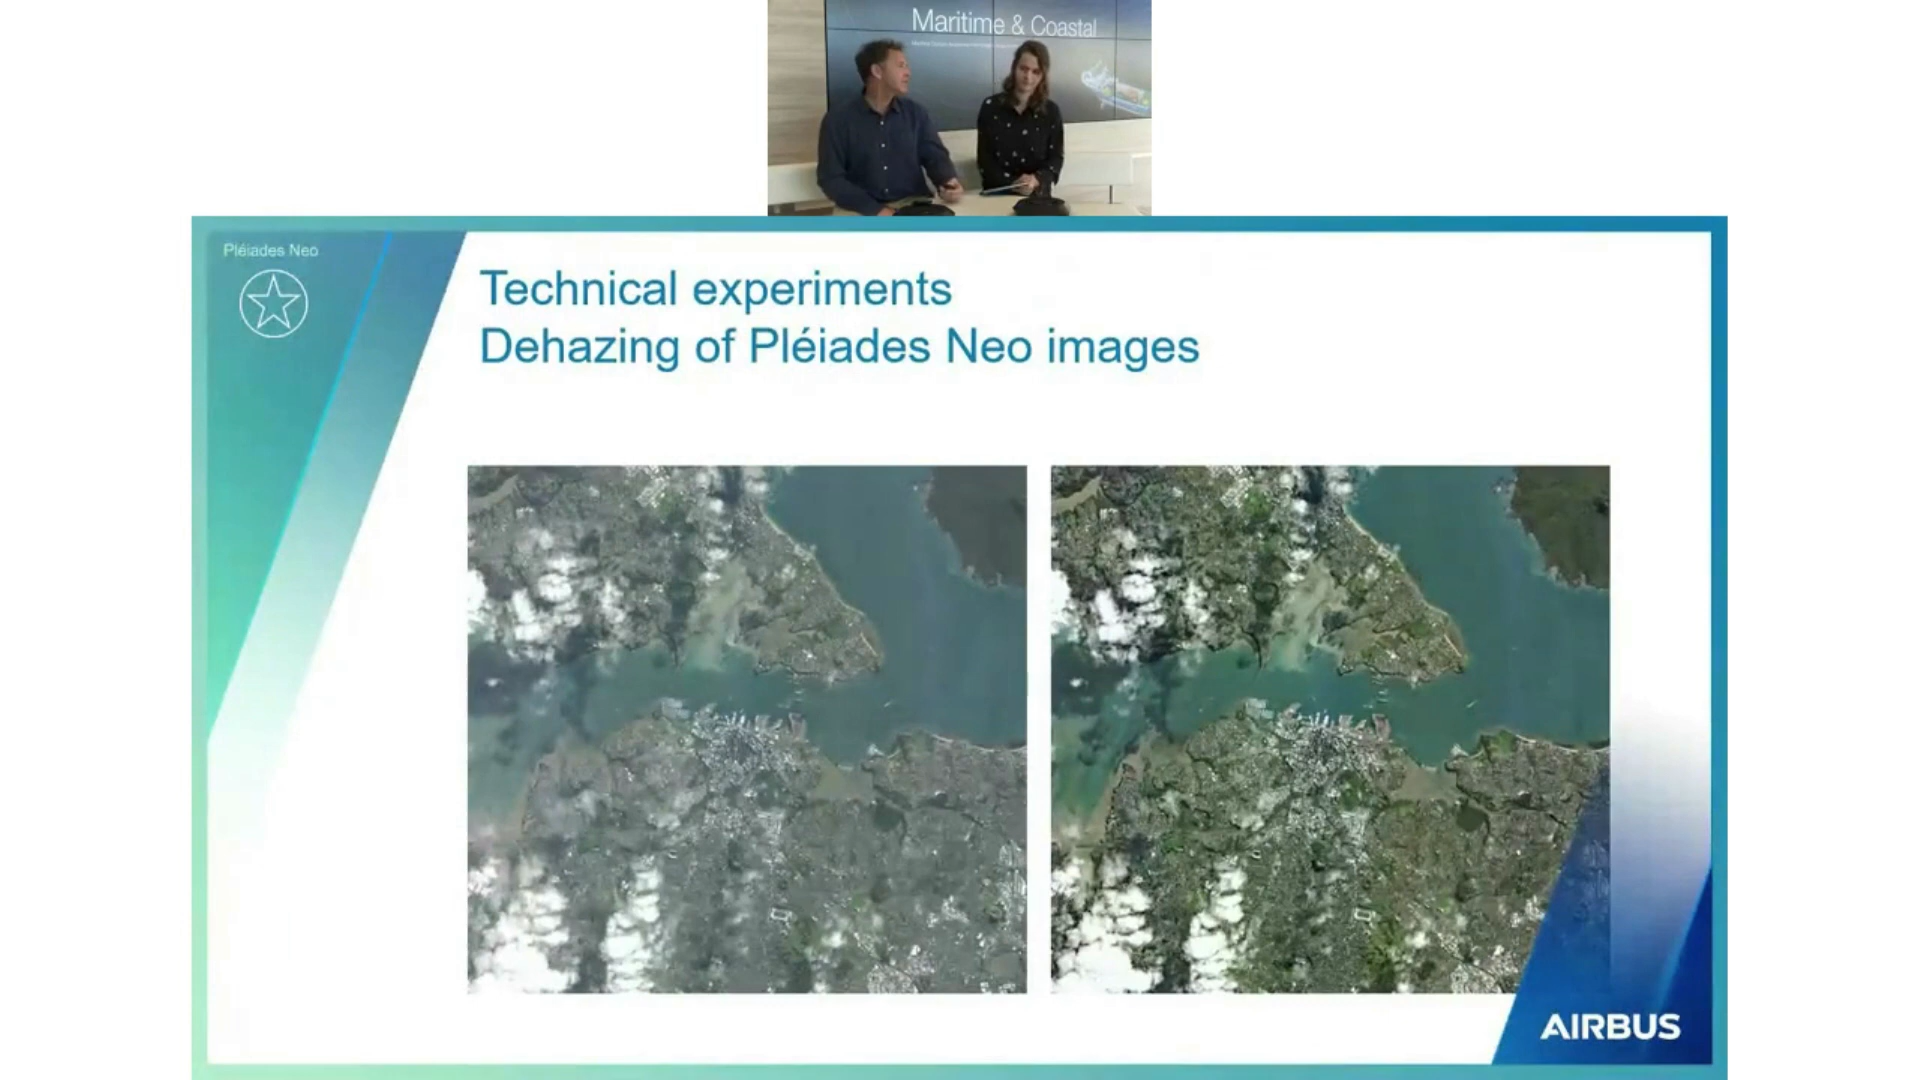 Maritime & Coastal
Pléiades Neo
Technical experiments
Dehazing of Pléiades Neo images
AIRBUS